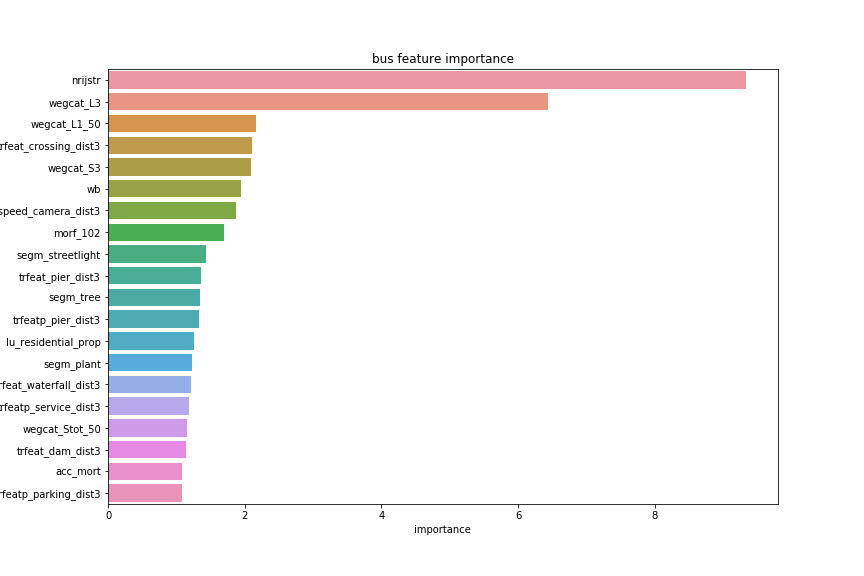 bus feature importance
nrijstr
wegcat_L3
wegcat_L1_50
rfeat_crossing_dist3
wegcat_S3
wb
speed_camera_dist3
morf_102
segm_streetlight
trfeat_pier_dist3
segm_tree
trfeatp_pier_dist3
lu_residential_prop
segm_plant
rfeat_waterfall_dist3
trfeatp_service_dist3
wegcat_Stot_50
trfeat_dam_dist3
acc_mort
rfeatp_parking_dist3
0 2 4 6 8
importance